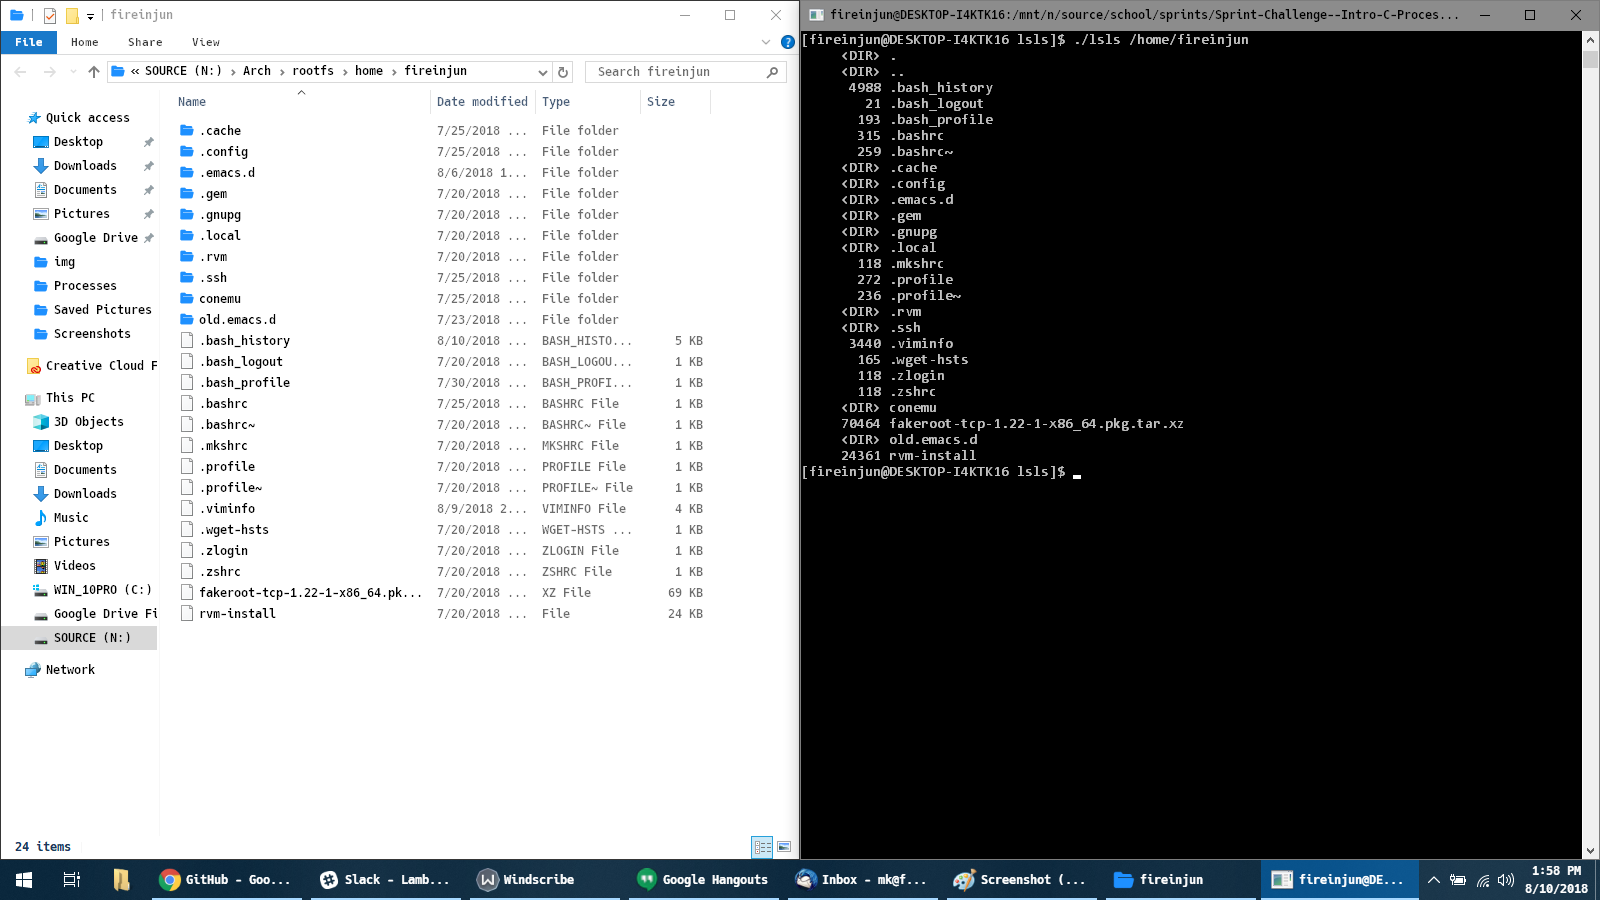 fireinjun
File Home Share View
« SOURCE (N:) › Arch › rootfs › home › fireinjun
Search fireinjun
Quick access
Desktop
Downloads
Documents
Pictures
Google Drive
img
Processes
Saved Pictures
Screenshots
Creative Cloud F
This PC
3D Objects
Desktop
Documents
Downloads
Music
Pictures
Videos
WIN_10PRO (C:)
Google Drive Fi
SOURCE (N:)
Network
Name Date modified Type Size
.cache 7/25/2018 ... File folder
.config 7/25/2018 ... File folder
.emacs.d 8/6/2018 1... File folder
.gem 7/20/2018 ... File folder
.gnupg 7/20/2018 ... File folder
.local 7/20/2018 ... File folder
.rvm 7/20/2018 ... File folder
.ssh 7/25/2018 ... File folder
conemu 7/25/2018 ... File folder
old.emacs.d 7/23/2018 ... File folder
.bash_history 8/10/2018 ... BASH_HISTO... 5 KB
.bash_logout 7/20/2018 ... BASH_LOGOU... 1 KB
.bash_profile 7/30/2018 ... BASH_PROFI... 1 KB
.bashrc 7/25/2018 ... BASHRC File 1 KB
.bashrc~ 7/20/2018 ... BASHRC~ File 1 KB
.mkshrc 7/20/2018 ... MKSHRC File 1 KB
.profile 7/20/2018 ... PROFILE File 1 KB
.profile~ 7/20/2018 ... PROFILE~ File 1 KB
.viminfo 8/9/2018 2... VIMINFO File 4 KB
.wget-hsts 7/20/2018 ... WGET-HSTS ... 1 KB
.zlogin 7/20/2018 ... ZLOGIN File 1 KB
.zshrc 7/20/2018 ... ZSHRC File 1 KB
fakeroot-tcp-1.22-1-x86_64.pk... 7/20/2018 ... XZ File 69 KB
rvm-install 7/20/2018 ... File 24 KB
24 items
fireinjun@DESKTOP-I4KTK16:/mnt/n/source/school/sprints/Sprint-Challenge--Intro-C-Proces...
[fireinjun@DESKTOP-I4KTK16 lsls]$ ./lsls /home/fireinjun
<DIR> .
<DIR> ..
4988 .bash_history
21 .bash_logout
193 .bash_profile
315 .bashrc
259 .bashrc~
<DIR> .cache
<DIR> .config
<DIR> .emacs.d
<DIR> .gem
<DIR> .gnupg
<DIR> .local
118 .mkshrc
272 .profile
236 .profile~
<DIR> .rvm
<DIR> .ssh
3440 .viminfo
165 .wget-hsts
118 .zlogin
118 .zshrc
<DIR> conemu
70464 fakeroot-tcp-1.22-1-x86_64.pkg.tar.xz
<DIR> old.emacs.d
24361 rvm-install
[fireinjun@DESKTOP-I4KTK16 lsls]$
GitHub - Goo... Slack - Lamb... Windscribe Google Hangouts Inbox - mk@f... Screenshot (... fireinjun fireinjun@DE... 1:58 PM
8/10/2018